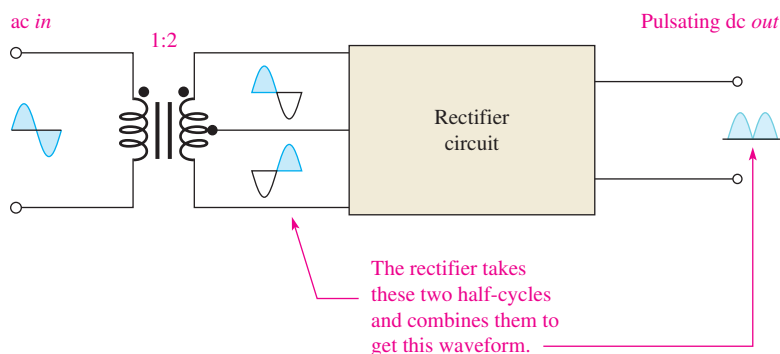 ac in
1:2
Pulsating dc out
Rectifier
circuit
The rectifier takes
these two half-cycles
and combines them to
get this waveform.